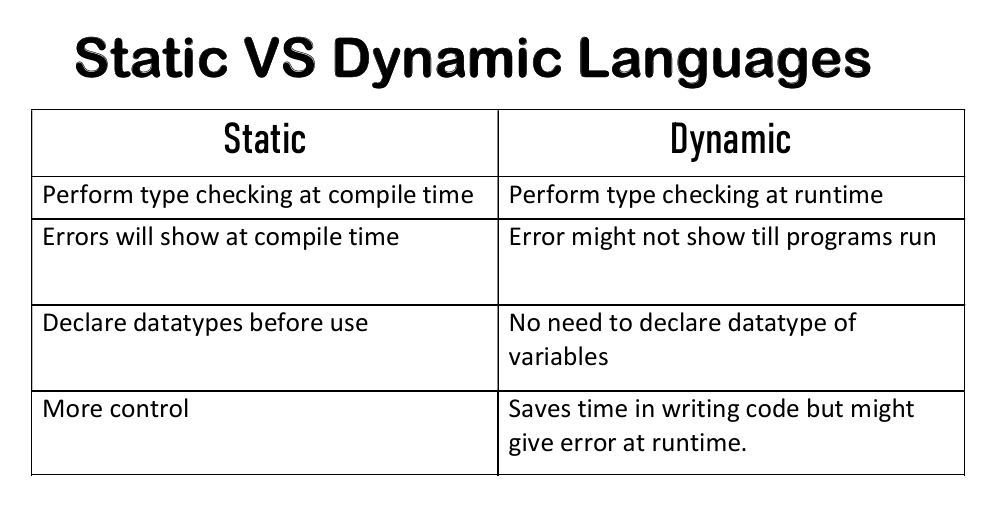 Static VS Dynamic Languages
Static
Dynamic
Perform type checking at compile time
Perform type checking at runtime
Errors will show at compile time
Error might not show till programs run
Declare datatypes before use
No need to declare datatype of
variables
More control
Saves time in writing code but might
give error at runtime.